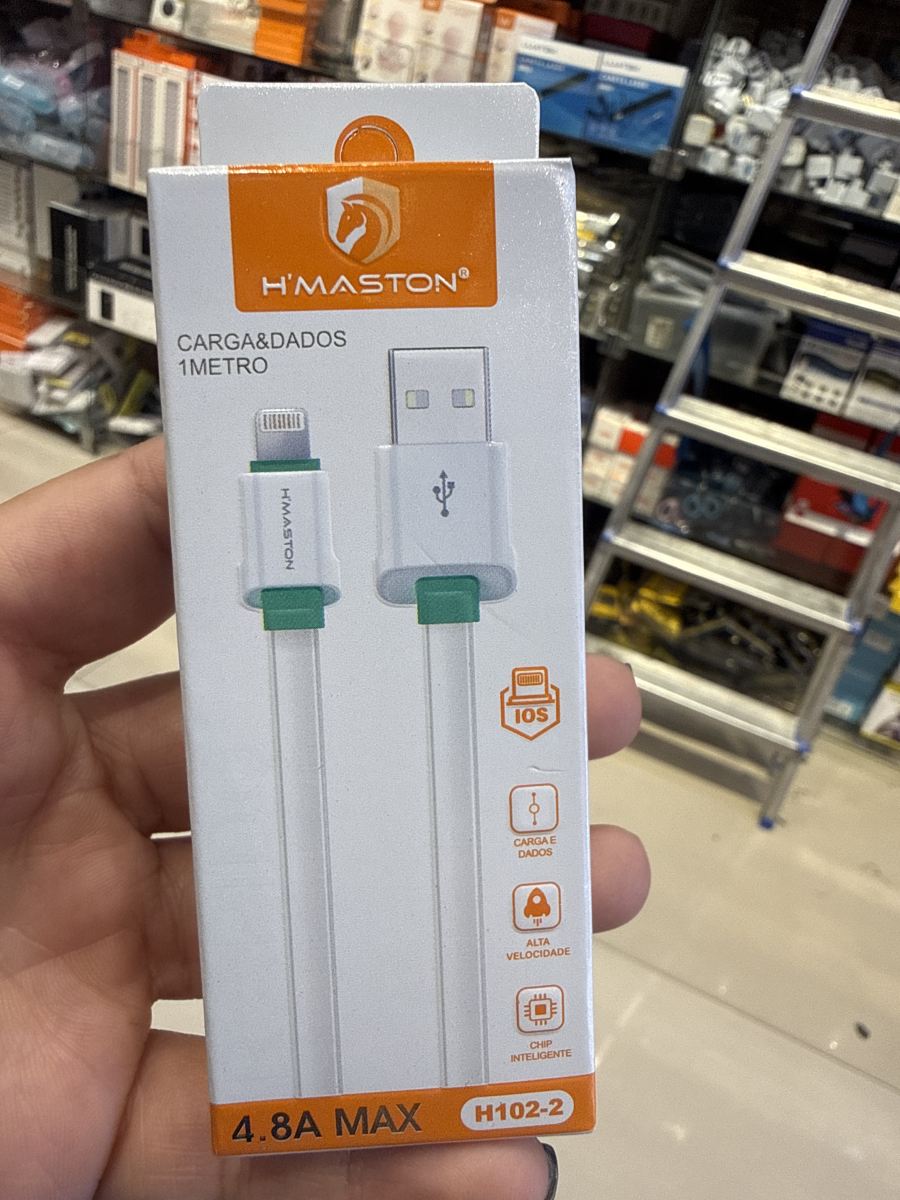 H'MASTON®
CARGA&DADOS
1METRO
H'MASTON
IOS
CARGA E
DADOS
ALTA
VELOCIDADE
CHIP
INTELIGENTE
4.8A MAX
H102-2